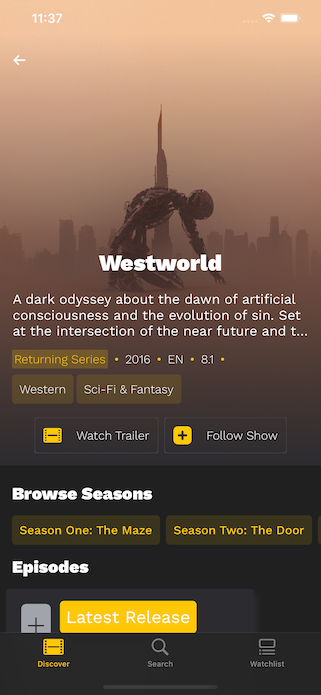 11:37
Westworld
A dark odyssey about the dawn of artificial
consciousness and the evolution of sin. Set
at the intersection of the near future and t...
Returning Series • 2016 • EN • 8.1 •
Western Sci-Fi & Fantasy
Watch Trailer Follow Show
Browse Seasons
Season One: The Maze Season Two: The Door
Episodes
Latest Release
Discover Search Watchlist